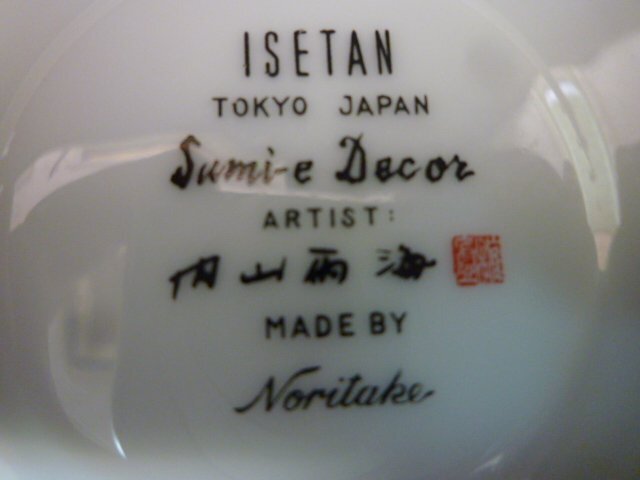 ISETAN
TOKYO JAPAN
Sumi-e Decor
ARTIST:
内山雨海
MADE BY
Noritake